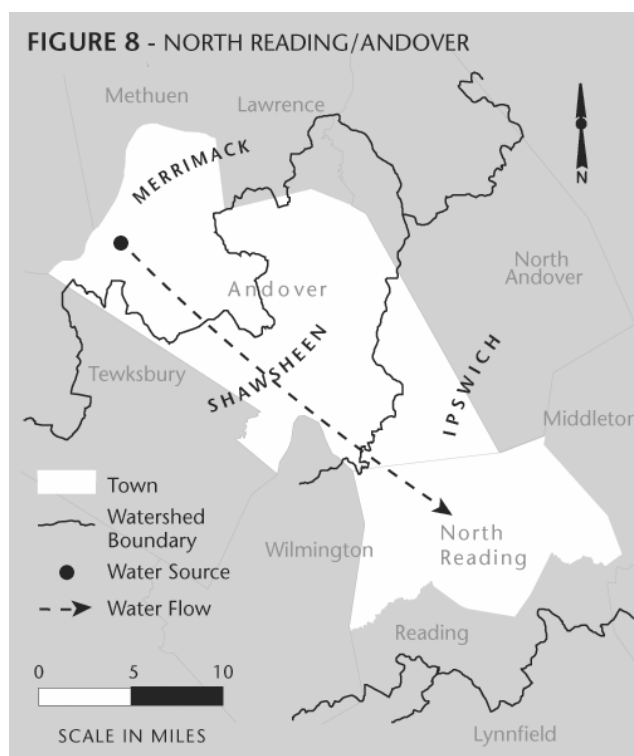 FIGURE 8 - NORTH READING/ANDOVER
Methuen
Lawrence
MERRIMACK
N
North
Andover
Andover
SHAWSHEEN
IPSWICH
Tewksbury
Middleton
Town
Watershed
Boundary
Water Source
Water Flow
Wilmington
North
Reading
Reading
0 5 10
SCALE IN MILES
Lynnfield